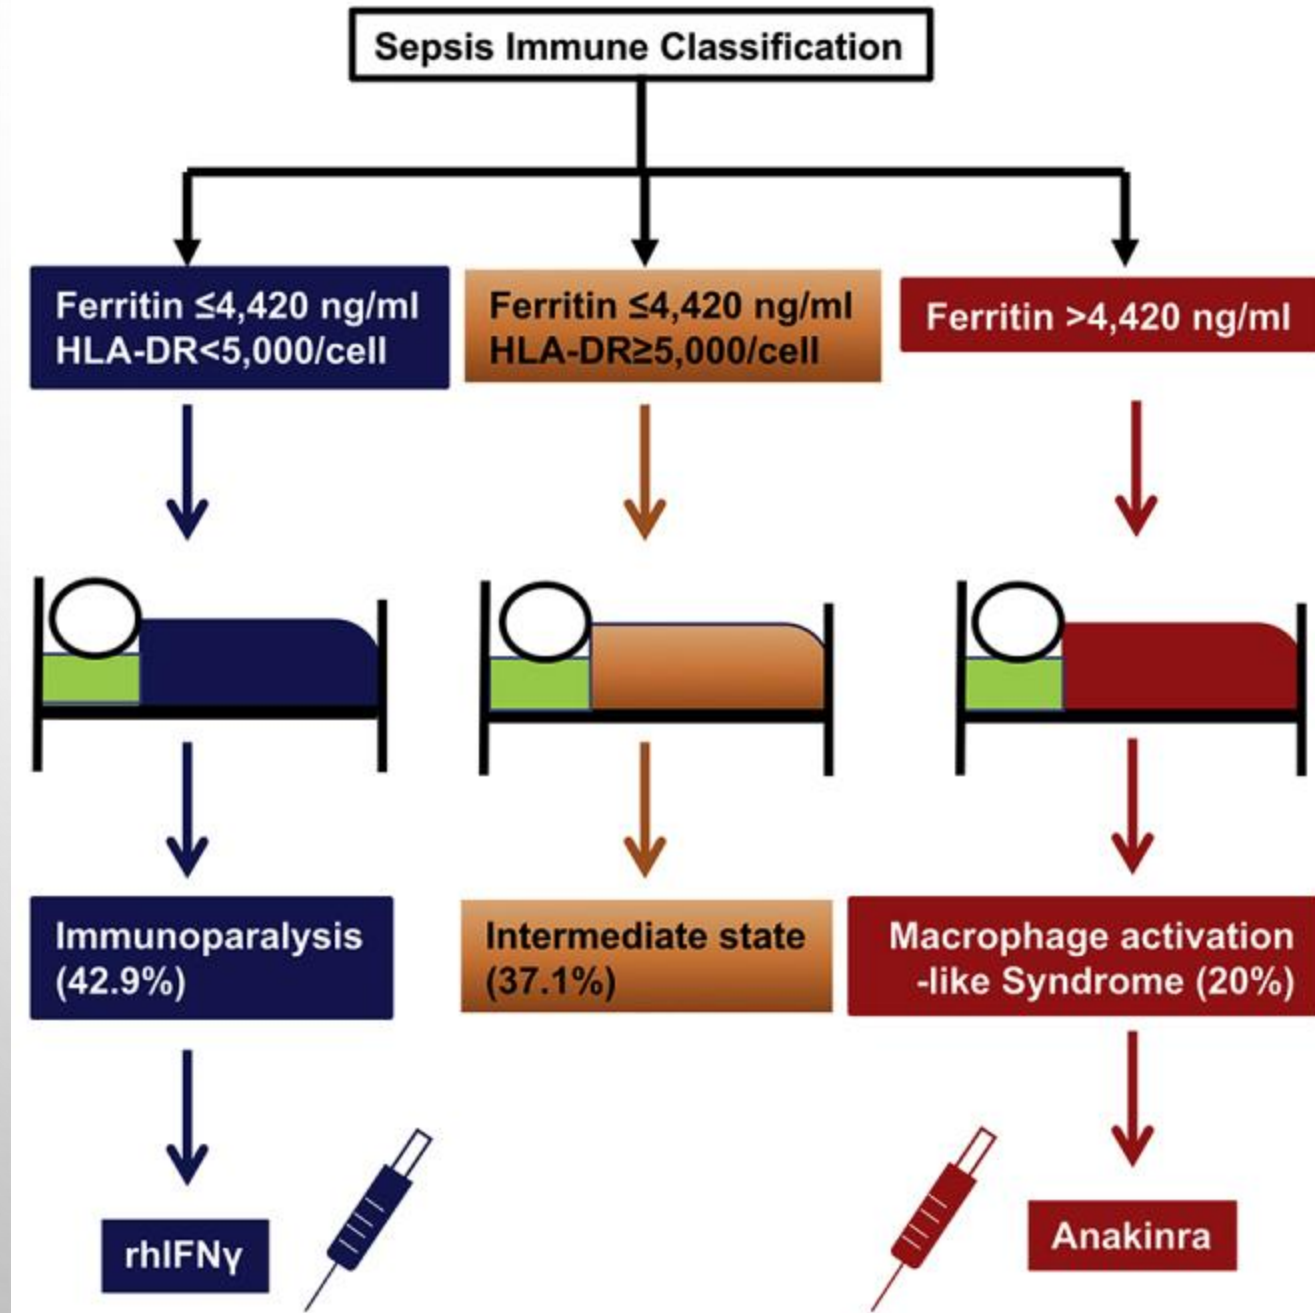 Sepsis Immune Classification
Ferritin ≤4,420 ng/ml
HLA-DR<5,000/cell
Ferritin ≤4,420 ng/ml
HLA-DR≥5,000/cell
Ferritin >4,420 ng/ml
Immunoparalysis
(42.9%)
Intermediate state
(37.1%)
Macrophage activation
-like Syndrome (20%)
rhIFNγ
Anakinra